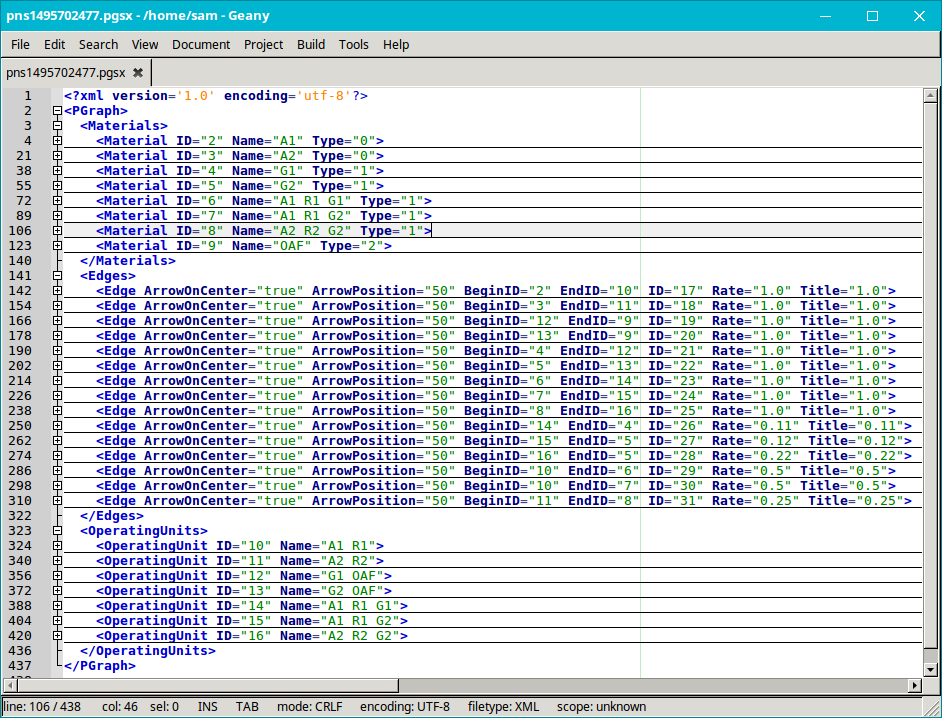 pns1495702477.pgsx - /home/sam - Geany
File Edit Search View Document Project Build Tools Help
pns1495702477.pgsx
1 <?xml version='1.0' encoding='utf-8'?>
2 <PGraph>
3 <Materials>
4 <Material ID="2" Name="A1" Type="0">
21 <Material ID="3" Name="A2" Type="0">
38 <Material ID="4" Name="G1" Type="1">
55 <Material ID="5" Name="G2" Type="1">
72 <Material ID="6" Name="A1 R1 G1" Type="1">
89 <Material ID="7" Name="A1 R1 G2" Type="1">
106 <Material ID="8" Name="A2 R2 G2" Type="1">
123 <Material ID="9" Name="OAF" Type="2">
140 </Materials>
141 <Edges>
142 <Edge ArrowOnCenter="true" ArrowPosition="50" BeginID="2" EndID="10" ID="17" Rate="1.0" Title="1.0">
154 <Edge ArrowOnCenter="true" ArrowPosition="50" BeginID="3" EndID="11" ID="18" Rate="1.0" Title="1.0">
166 <Edge ArrowOnCenter="true" ArrowPosition="50" BeginID="12" EndID="9" ID="19" Rate="1.0" Title="1.0">
178 <Edge ArrowOnCenter="true" ArrowPosition="50" BeginID="13" EndID="9" ID="20" Rate="1.0" Title="1.0">
190 <Edge ArrowOnCenter="true" ArrowPosition="50" BeginID="4" EndID="12" ID="21" Rate="1.0" Title="1.0">
202 <Edge ArrowOnCenter="true" ArrowPosition="50" BeginID="5" EndID="13" ID="22" Rate="1.0" Title="1.0">
214 <Edge ArrowOnCenter="true" ArrowPosition="50" BeginID="6" EndID="14" ID="23" Rate="1.0" Title="1.0">
226 <Edge ArrowOnCenter="true" ArrowPosition="50" BeginID="7" EndID="15" ID="24" Rate="1.0" Title="1.0">
238 <Edge ArrowOnCenter="true" ArrowPosition="50" BeginID="8" EndID="16" ID="25" Rate="1.0" Title="1.0">
250 <Edge ArrowOnCenter="true" ArrowPosition="50" BeginID="14" EndID="4" ID="26" Rate="0.11" Title="0.11">
262 <Edge ArrowOnCenter="true" ArrowPosition="50" BeginID="15" EndID="5" ID="27" Rate="0.12" Title="0.12">
274 <Edge ArrowOnCenter="true" ArrowPosition="50" BeginID="16" EndID="5" ID="28" Rate="0.22" Title="0.22">
286 <Edge ArrowOnCenter="true" ArrowPosition="50" BeginID="10" EndID="6" ID="29" Rate="0.5" Title="0.5">
298 <Edge ArrowOnCenter="true" ArrowPosition="50" BeginID="10" EndID="7" ID="30" Rate="0.5" Title="0.5">
310 <Edge ArrowOnCenter="true" ArrowPosition="50" BeginID="11" EndID="8" ID="31" Rate="0.25" Title="0.25">
322 </Edges>
323 <OperatingUnits>
324 <OperatingUnit ID="10" Name="A1 R1">
340 <OperatingUnit ID="11" Name="A2 R2">
356 <OperatingUnit ID="12" Name="G1 OAF">
372 <OperatingUnit ID="13" Name="G2 OAF">
388 <OperatingUnit ID="14" Name="A1 R1 G1">
404 <OperatingUnit ID="15" Name="A1 R1 G2">
420 <OperatingUnit ID="16" Name="A2 R2 G2">
436 </OperatingUnits>
437 </PGraph>
line: 106 / 438 col: 46 sel: 0 INS TAB mode: CRLF encoding: UTF-8 filetype: XML scope: unknown